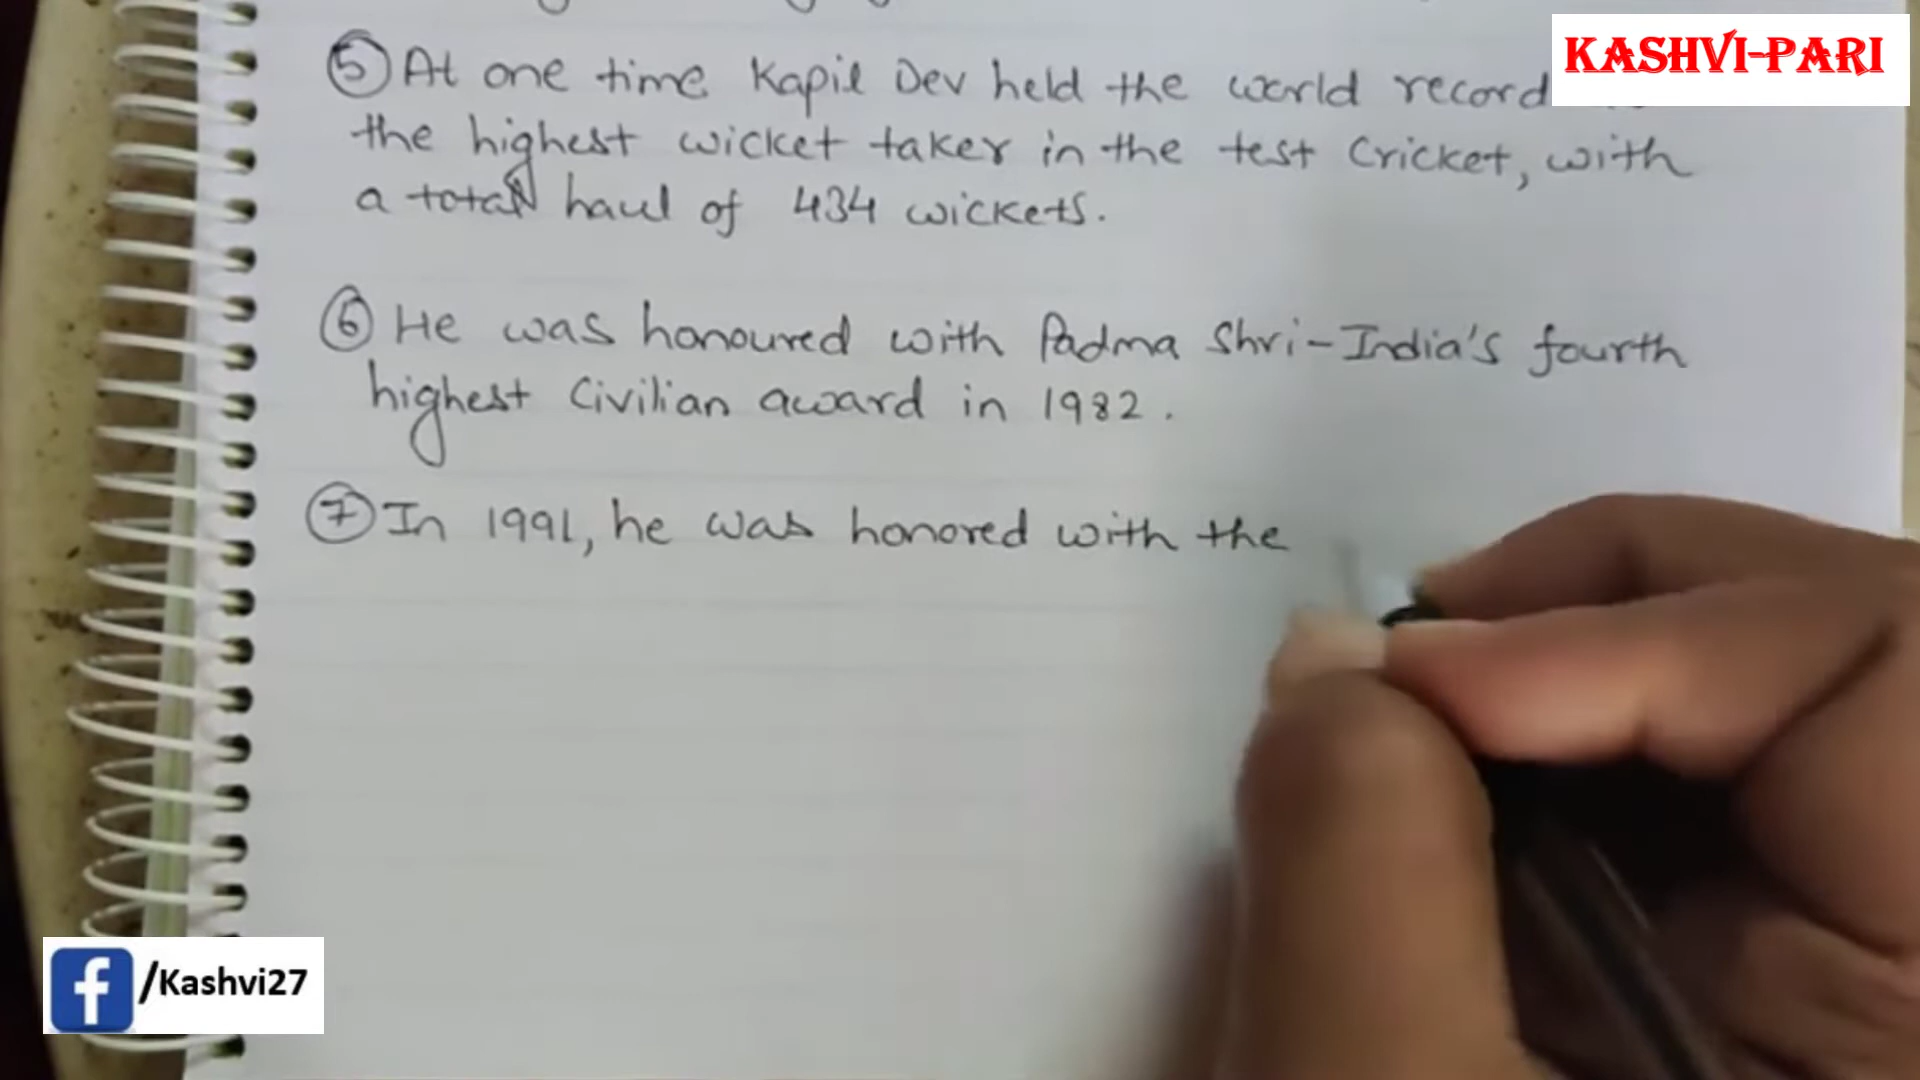 KASHVI-PARI
5 At one time Kapil Dev held the world record
the highest wicket taker in the test Cricket, with
a total haul of 434 wickets.
6 He was honoured with Padma Shri-India's fourth
highest Civilian award in 1982.
7 In 1991, he was honored with the
f /Kashvi27